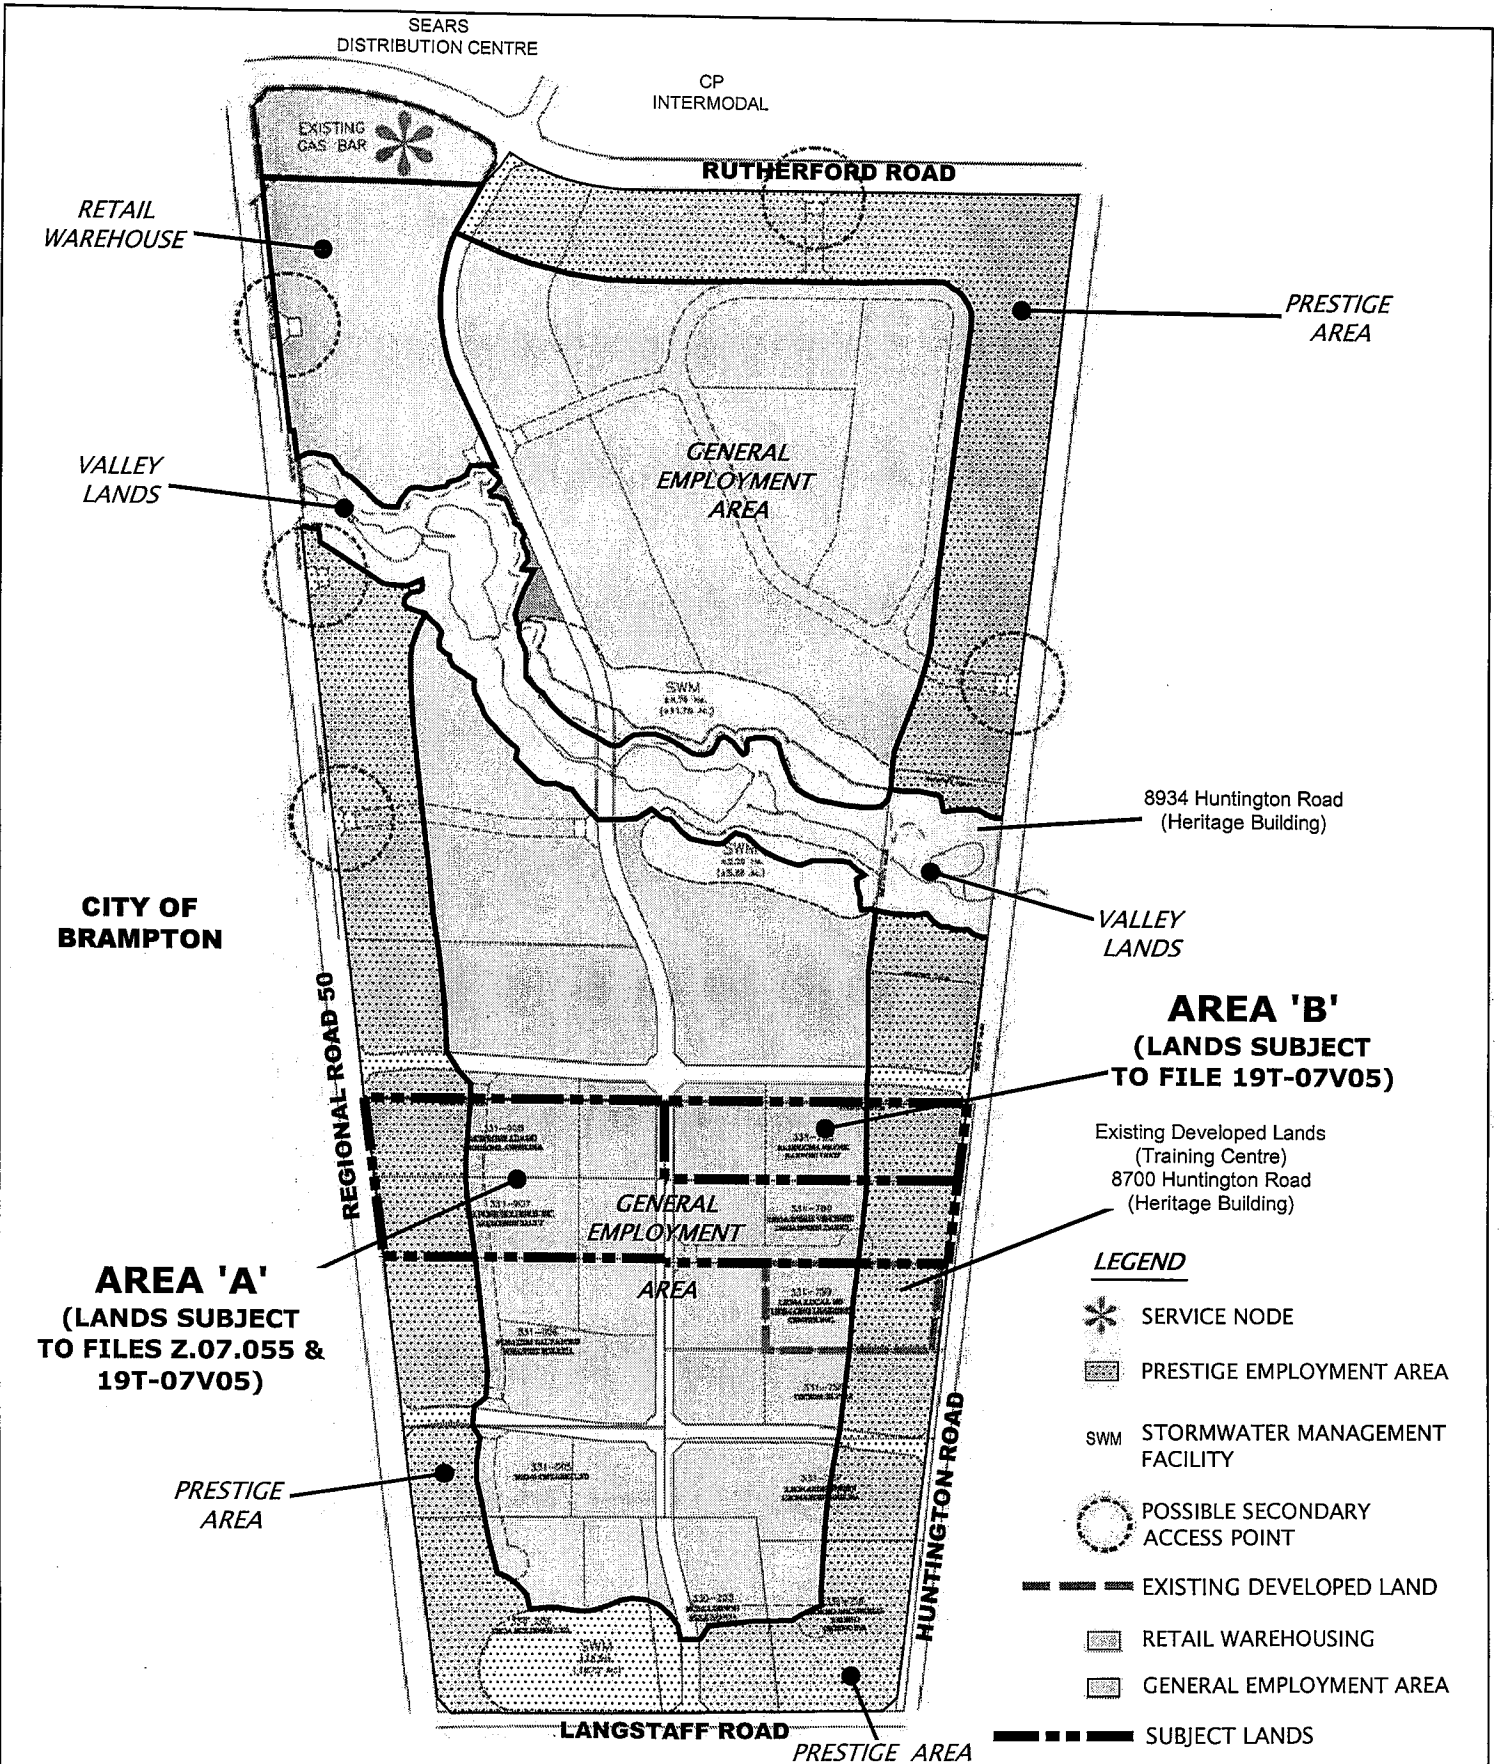 SEARS
DISTRIBUTION CENTRE
CP
INTERMODAL
EXISTING
GAS BAR
RUTHERFORD ROAD
RETAIL
WAREHOUSE
PRESTIGE
AREA
GENERAL
EMPLOYMENT
AREA
VALLEY
LANDS
SWM
8934 Huntington Road
(Heritage Building)
SWM
CITY OF
BRAMPTON
VALLEY
LANDS
REGIONAL ROAD 50
AREA 'B'
(LANDS SUBJECT
TO FILE 19T-07V05)
Existing Developed Lands
(Training Centre)
8700 Huntington Road
(Heritage Building)
GENERAL
EMPLOYMENT
AREA
AREA 'A'
(LANDS SUBJECT
TO FILES Z.07.055 &
19T-07V05)
PRESTIGE
AREA
HUNTINGTON ROAD
SWM
LANGSTAFF ROAD
PRESTIGE AREA
LEGEND
SERVICE NODE
PRESTIGE EMPLOYMENT AREA
SWM STORMWATER MANAGEMENT
FACILITY
POSSIBLE SECONDARY
ACCESS POINT
EXISTING DEVELOPED LAND
RETAIL WAREHOUSING
GENERAL EMPLOYMENT AREA
SUBJECT LANDS